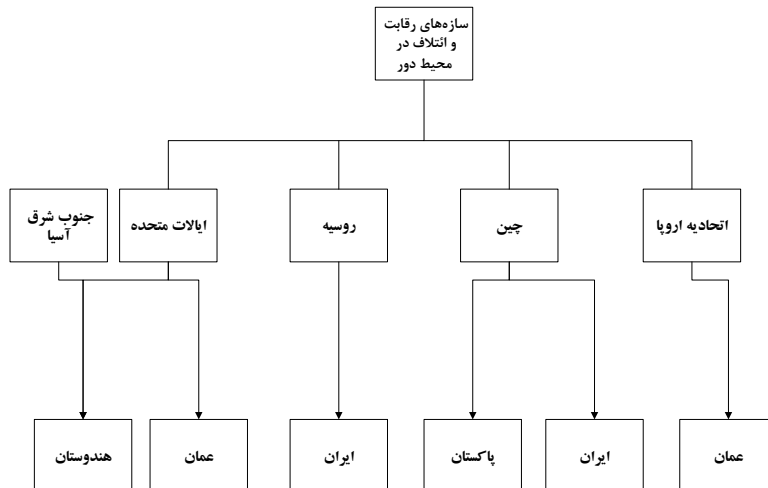 سازه‌های رقابت
و ائتلاف در
محیط دور
اتحادیه اروپا
چین
روسیه
ایالات متحده
جنوب شرق
آسیا
عمان
ایران
پاکستان
ایران
عمان
هندوستان